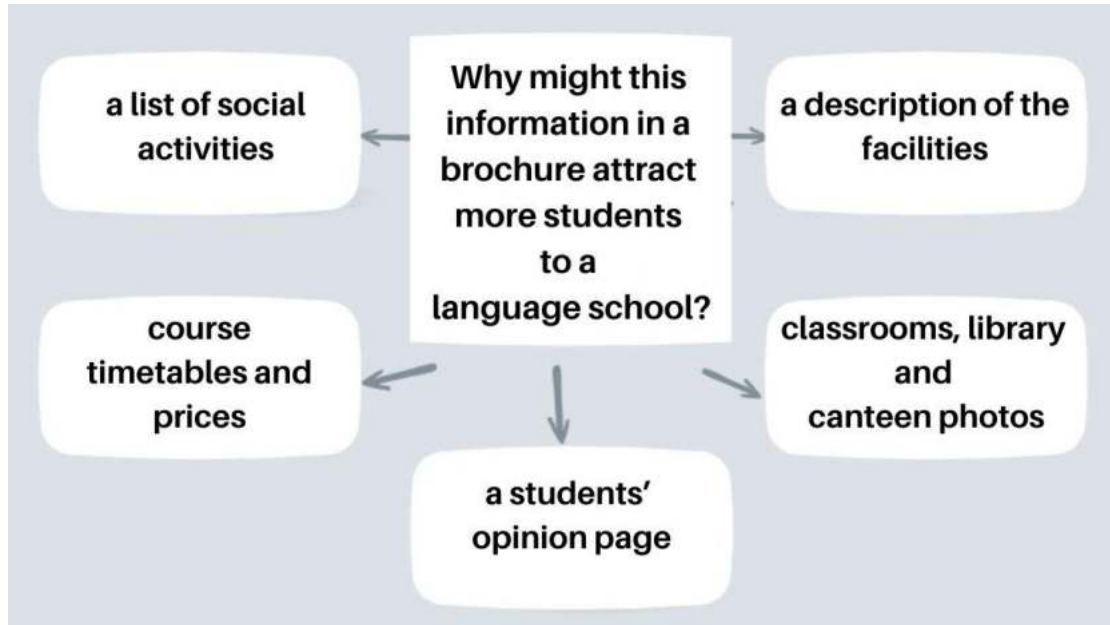 Why might this
information in a
brochure attract
more students
to a
language school?
a list of social
activities
a description of the
facilities
course
timetables and
prices
classrooms, library
and
canteen photos
a students’
opinion page